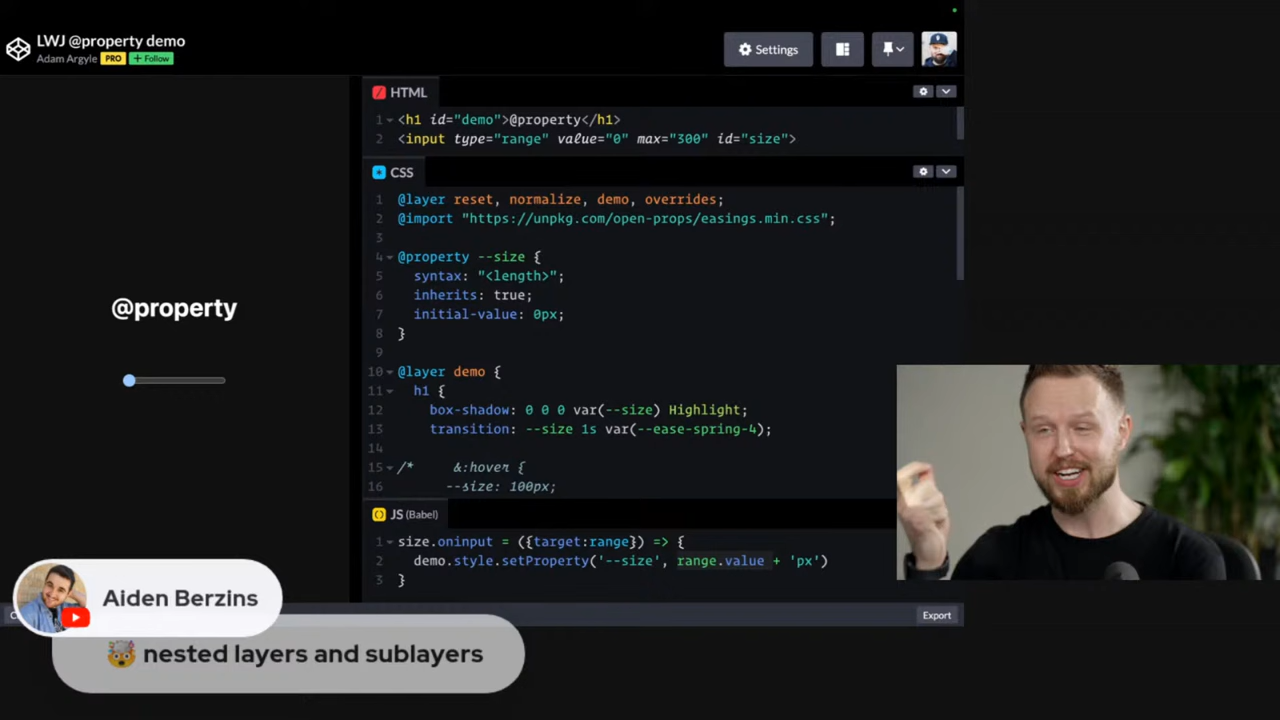 LWJ @property demo
Adam Argyle PRO + Follow
Settings
HTML
1 <h1 id="demo">@property</h1>
2 <input type="range" value="0" max="300" id="size">
CSS
1 @layer reset, normalize, demo, overrides;
2 @import "https://unpkg.com/open-props/easings.min.css";
3
4 @property --size {
5 syntax: "<length>";
6 inherits: true;
7 initial-value: 0px;
8 }
9
10 @layer demo {
11 h1 {
12 box-shadow: 0 0 0 var(--size) Highlight;
13 transition: --size 1s var(--ease-spring-4);
14
15 /* &:hover {
16 --size: 100px;
JS (Babel)
1 size.oninput = ({target:range}) => {
2 demo.style.setProperty('--size', range.value + 'px')
3 }
@property
Export
Aiden Berzins
🤯 nested layers and sublayers